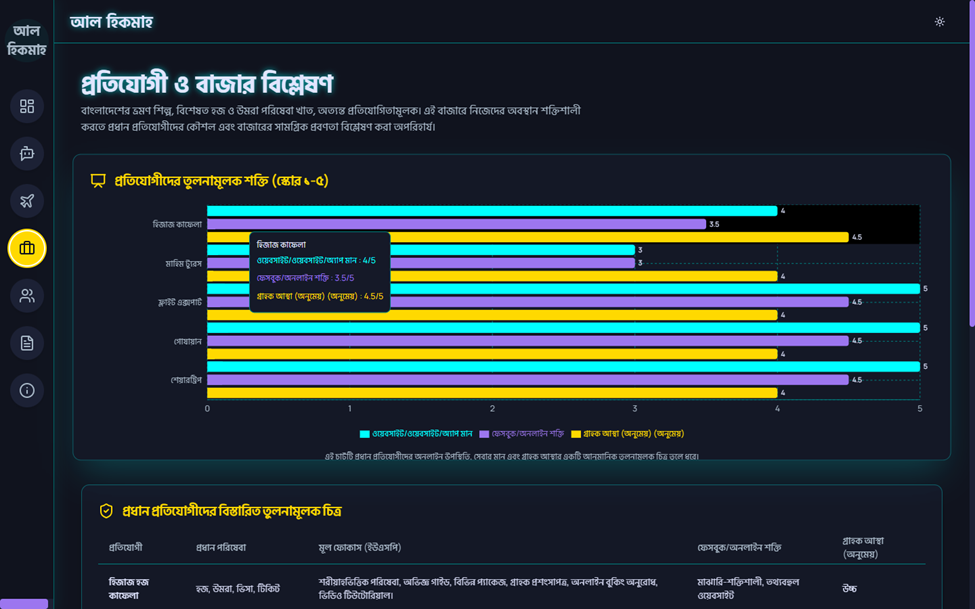 আল
হিকমাহ
আল হিকমাহ
প্রতিযোগী ও বাজার বিশ্লেষণ
বাংলাদেশের ভ্রমণ শিল্প, বিশেষত হজ ও উমরা পরিষেবা খাত, অত্যন্ত প্রতিযোগিতামূলক। এই বাজারে নিজেদের অবস্থান শক্তিশালী
করতে প্রধান প্রতিযোগীদের কৌশল এবং বাজারের সামগ্রিক প্রবণতা বিশ্লেষণ করা অপরিহার্য।
প্রতিযোগীদের তুলনামূলক শক্তি (স্কোর ১-৫)
4
হিজাজ কাফেলা
3.5
4.5
হিজাজ কাফেলা
ওয়েবসাইট/ওয়েবসাইট/অ্যাপ মান : 4/5
ফেসবুক/অনলাইন শক্তি : 3.5/5
গ্রাহক আস্থা (অনুমেয়) (অনুমেয়) : 4.5/5
3
মাহিম ট্যুরস
3
4
5
ফ্লাইট এক্সপার্ট
4.5
4
5
গোযায়ান
4.5
4
5
শেয়ারট্রিপ
4.5
4
0 1 2 3 4 5
ওয়েবসাইট/ওয়েবসাইট/অ্যাপ মান ফেসবুক/অনলাইন শক্তি গ্রাহক আস্থা (অনুমেয়) (অনুমেয়)
এই চার্টটি প্রধান প্রতিযোগীদের অনলাইন উপস্থিতি, সেবার মান এবং গ্রাহক আস্থার একটি আনুমানিক তুলনামূলক চিত্র তুলে ধরে।
প্রধান প্রতিযোগীদের বিস্তারিত তুলনামূলক চিত্র
প্রতিযোগী প্রধান পরিষেবা মূল ফোকাস (ইউএসপি) ফেসবুক/অনলাইন শক্তি গ্রাহক আস্থা
(অনুমেয়)
হিজাজ হজ
কাফেলা
হজ, উমরা, ভিসা, টিকিট
শরীয়াহভিত্তিক পরিষেবা, অভিজ্ঞ গাইড, বিভিন্ন প্যাকেজ, গ্রাহক প্রশংসাপত্র, অনলাইন বুকিং অনুরোধ,
ভিডিও টিউটোরিয়াল।
মাঝারি-শক্তিশালী, তথ্যবহুল
ওয়েবসাইট
উচ্চ